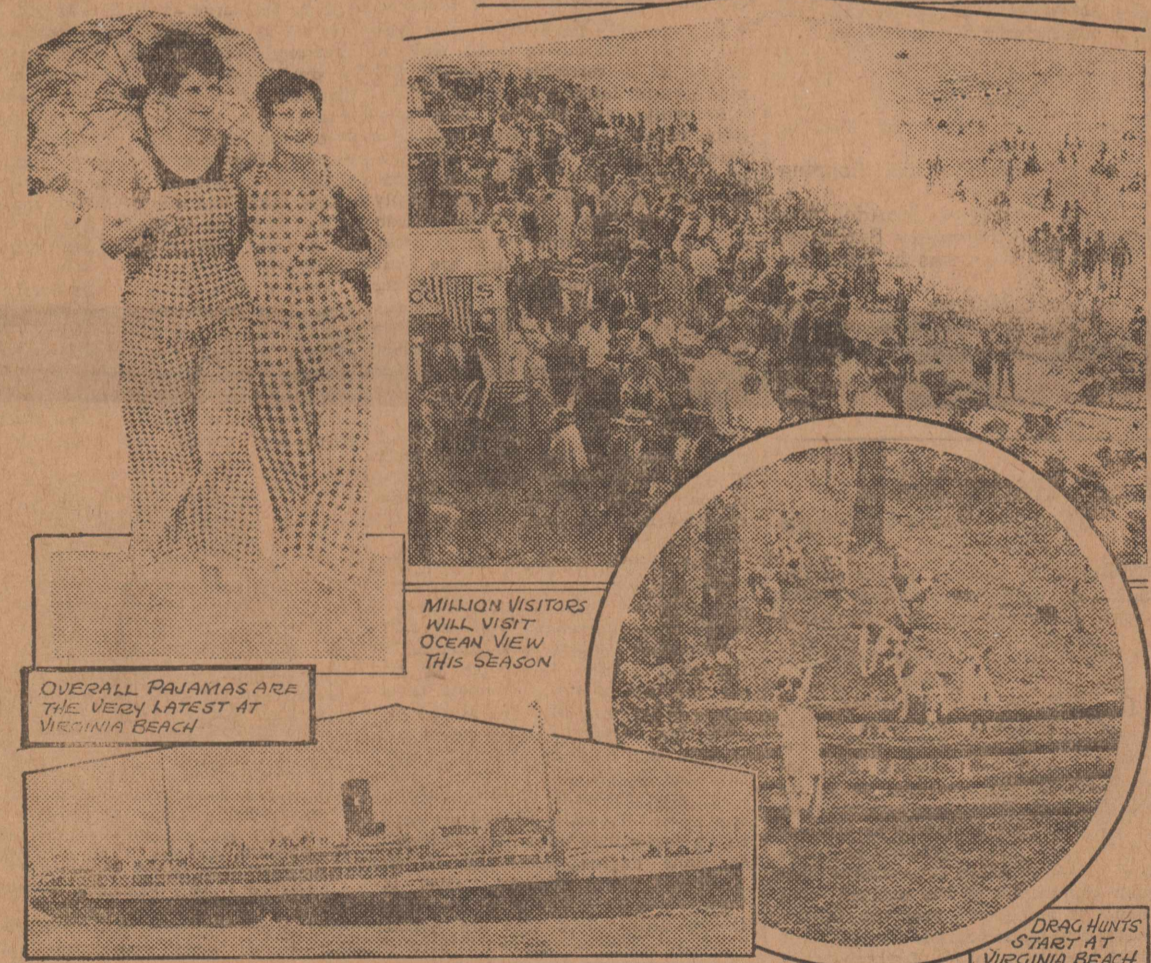 OVERALL PAJAMAS ARE
THE VERY LATEST AT
VIRGINIA BEACH
MILLION VISITORS
WILL VISIT
OCEAN VIEW
THIS SEASON
DRAG HUNTS
START AT
VIRGINIA BEACH